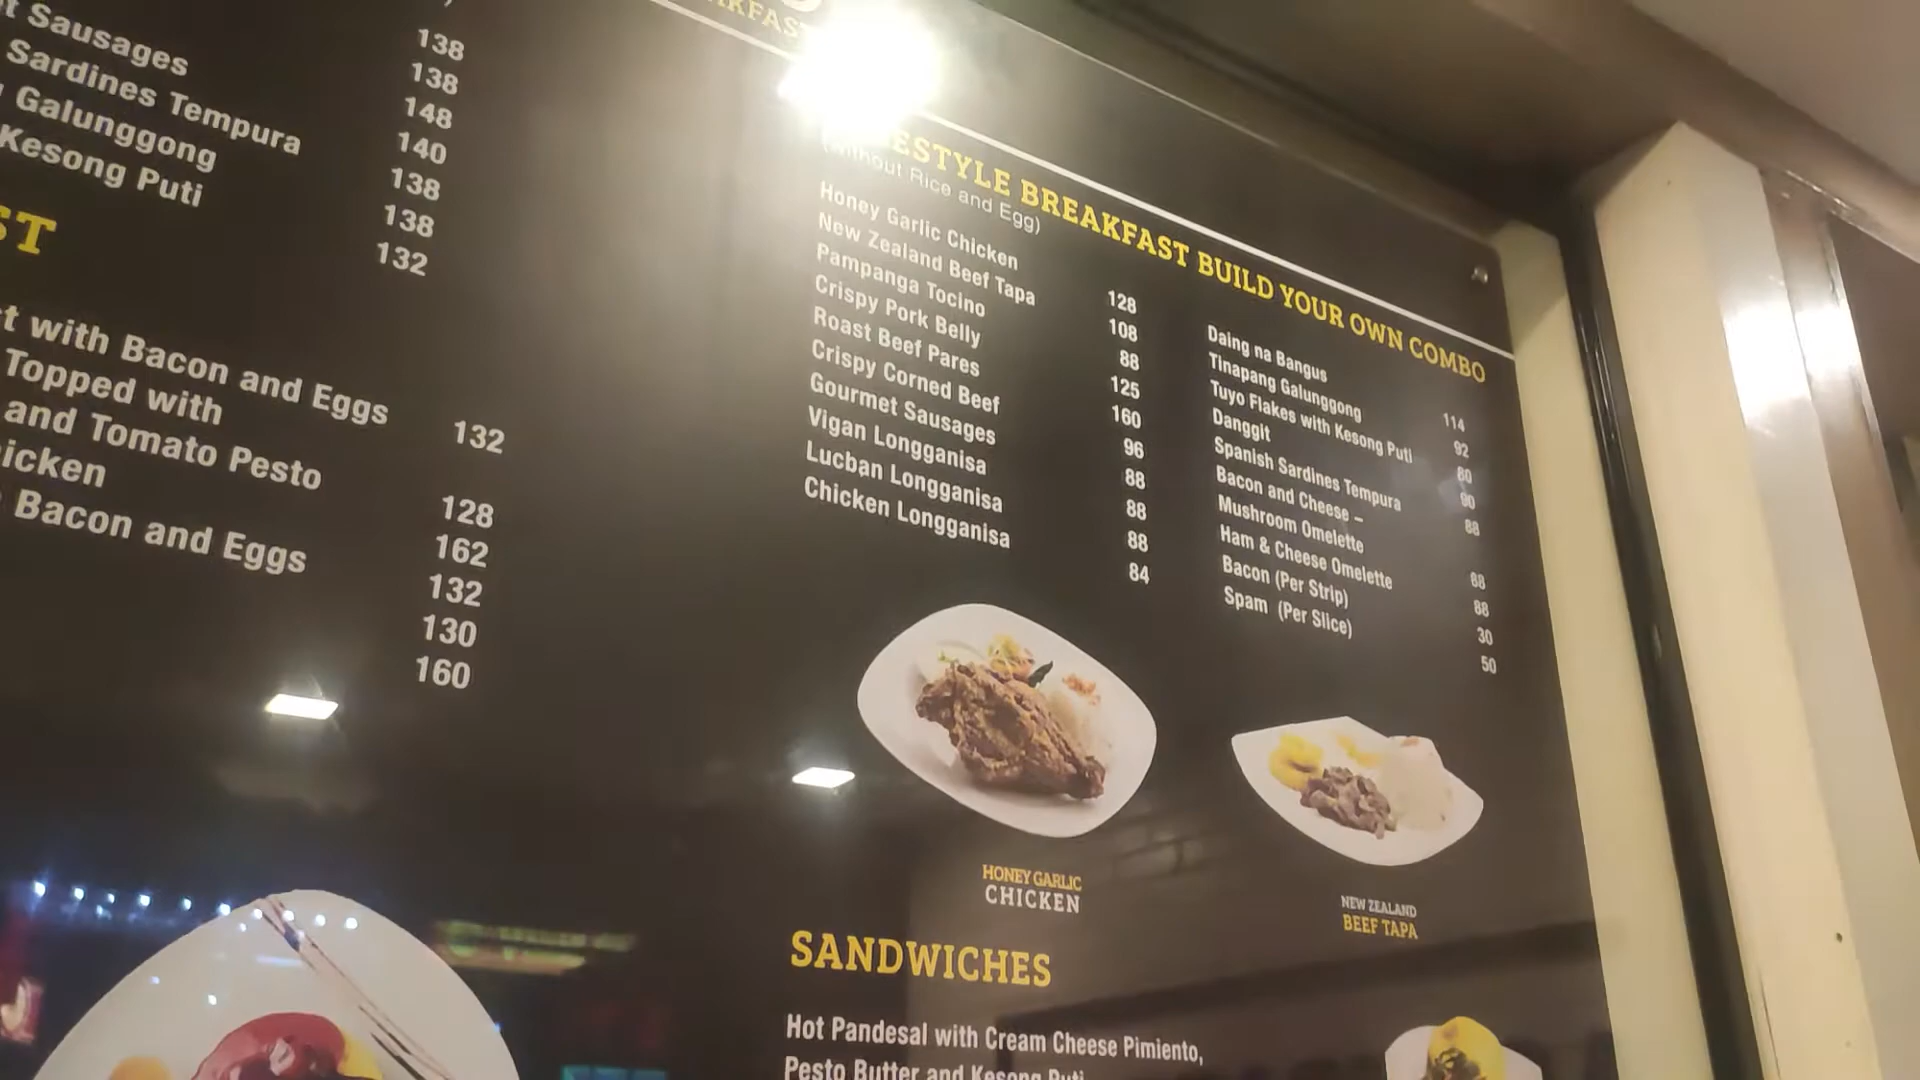 Sausages
Sardines Tempura
Galunggong
Kesong Puti
138
138
148
140
138
138
132
ST
with Bacon and Eggs 132
Topped with
and Tomato Pesto 128
162
Bacon and Eggs 132
130
160
BREAKFAST BUILD YOUR OWN COMBO
(without Rice and Egg)
Honey Garlic Chicken 128
New Zealand Beef Tapa 108
Pampanga Tocino 88
Crispy Pork Belly 125
Roast Beef Pares 160
Crispy Corned Beef 96
Gourmet Sausages 88
Vigan Longganisa 88
Lucban Longganisa 88
Chicken Longganisa 84
Daing na Bangus 114
Tinapang Galunggong 92
Tuyo Flakes with Kesong Puti 80
Danggit 90
Spanish Sardines Tempura 88
Bacon and Cheese –
Mushroom Omelette 88
Ham & Cheese Omelette 88
Bacon (Per Strip) 30
Spam (Per Slice) 50
HONEY GARLIC
CHICKEN
NEW ZEALAND
BEEF TAPA
SANDWICHES
Hot Pandesal with Cream Cheese Pimiento,
Pesto Butter and Kesong Puti